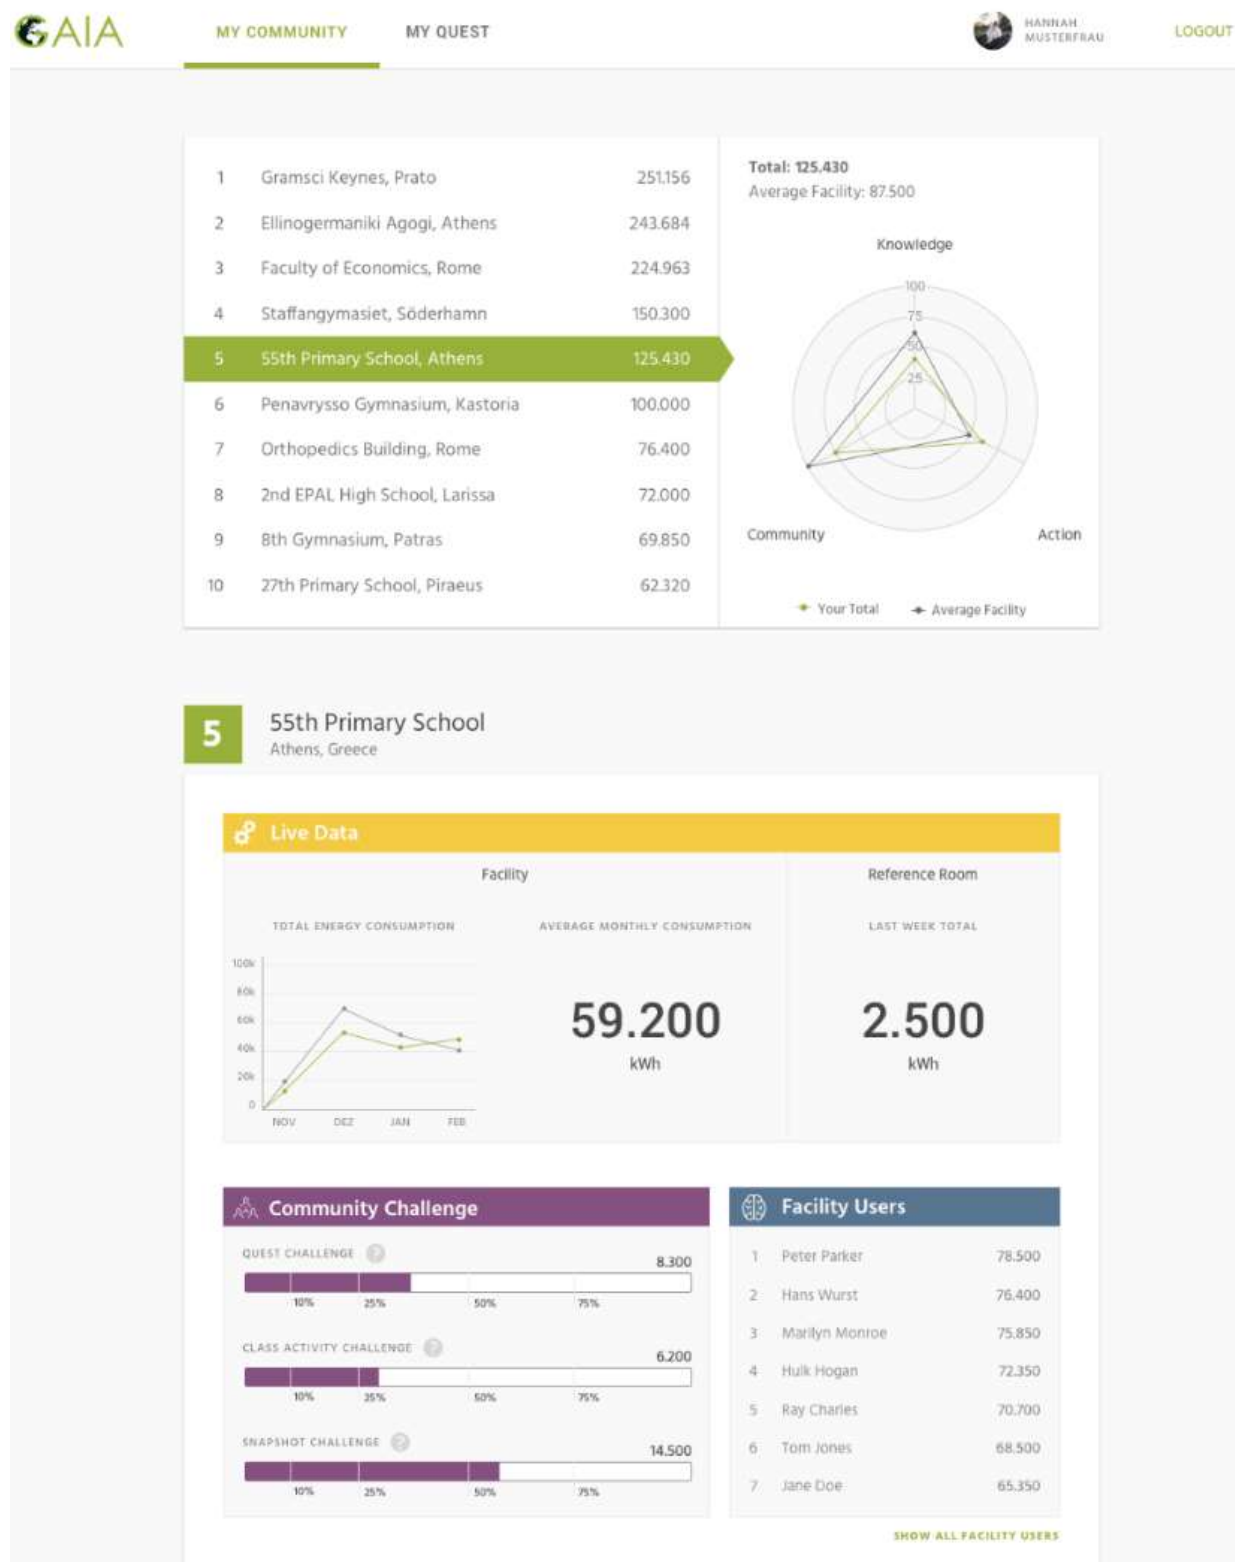 GAIA
MY COMMUNITY MY QUEST
HANNAH
MUSTERFRAU
LOGOUT
1 Gramsci Keynes, Prato 251.156
2 Ellinogermaniki Agogi, Athens 243.684
3 Faculty of Economics, Rome 224.963
4 Staffangymasiet, Söderhamn 150.300
5 55th Primary School, Athens 125.430
6 Penavrysso Gymnasium, Kastoria 100.000
7 Orthopedics Building, Rome 76.400
8 2nd EPAL High School, Larissa 72.000
9 8th Gymnasium, Patras 69.850
10 27th Primary School, Piraeus 62.320
Total: 125.430
Average Facility: 87.500
Knowledge
100
75
50
25
Community Action
Your Total Average Facility
5
55th Primary School
Athens, Greece
Live Data
Facility
Reference Room
TOTAL ENERGY CONSUMPTION
AVERAGE MONTHLY CONSUMPTION
LAST WEEK TOTAL
100k
80k
60k
40k
20k
0
NOV DEZ JAN FEB
59.200
kWh
2.500
kWh
Community Challenge
QUEST CHALLENGE ?
8.300
10% 25% 50% 75%
CLASS ACTIVITY CHALLENGE ?
6.200
10% 25% 50% 75%
SNAPSHOT CHALLENGE ?
14.500
10% 25% 50% 75%
Facility Users
1 Peter Parker 78.500
2 Hans Wurst 76.400
3 Marilyn Monroe 75.850
4 Hulk Hogan 72.350
5 Ray Charles 70.700
6 Tom Jones 68.500
7 Jane Doe 65.350
SHOW ALL FACILITY USERS